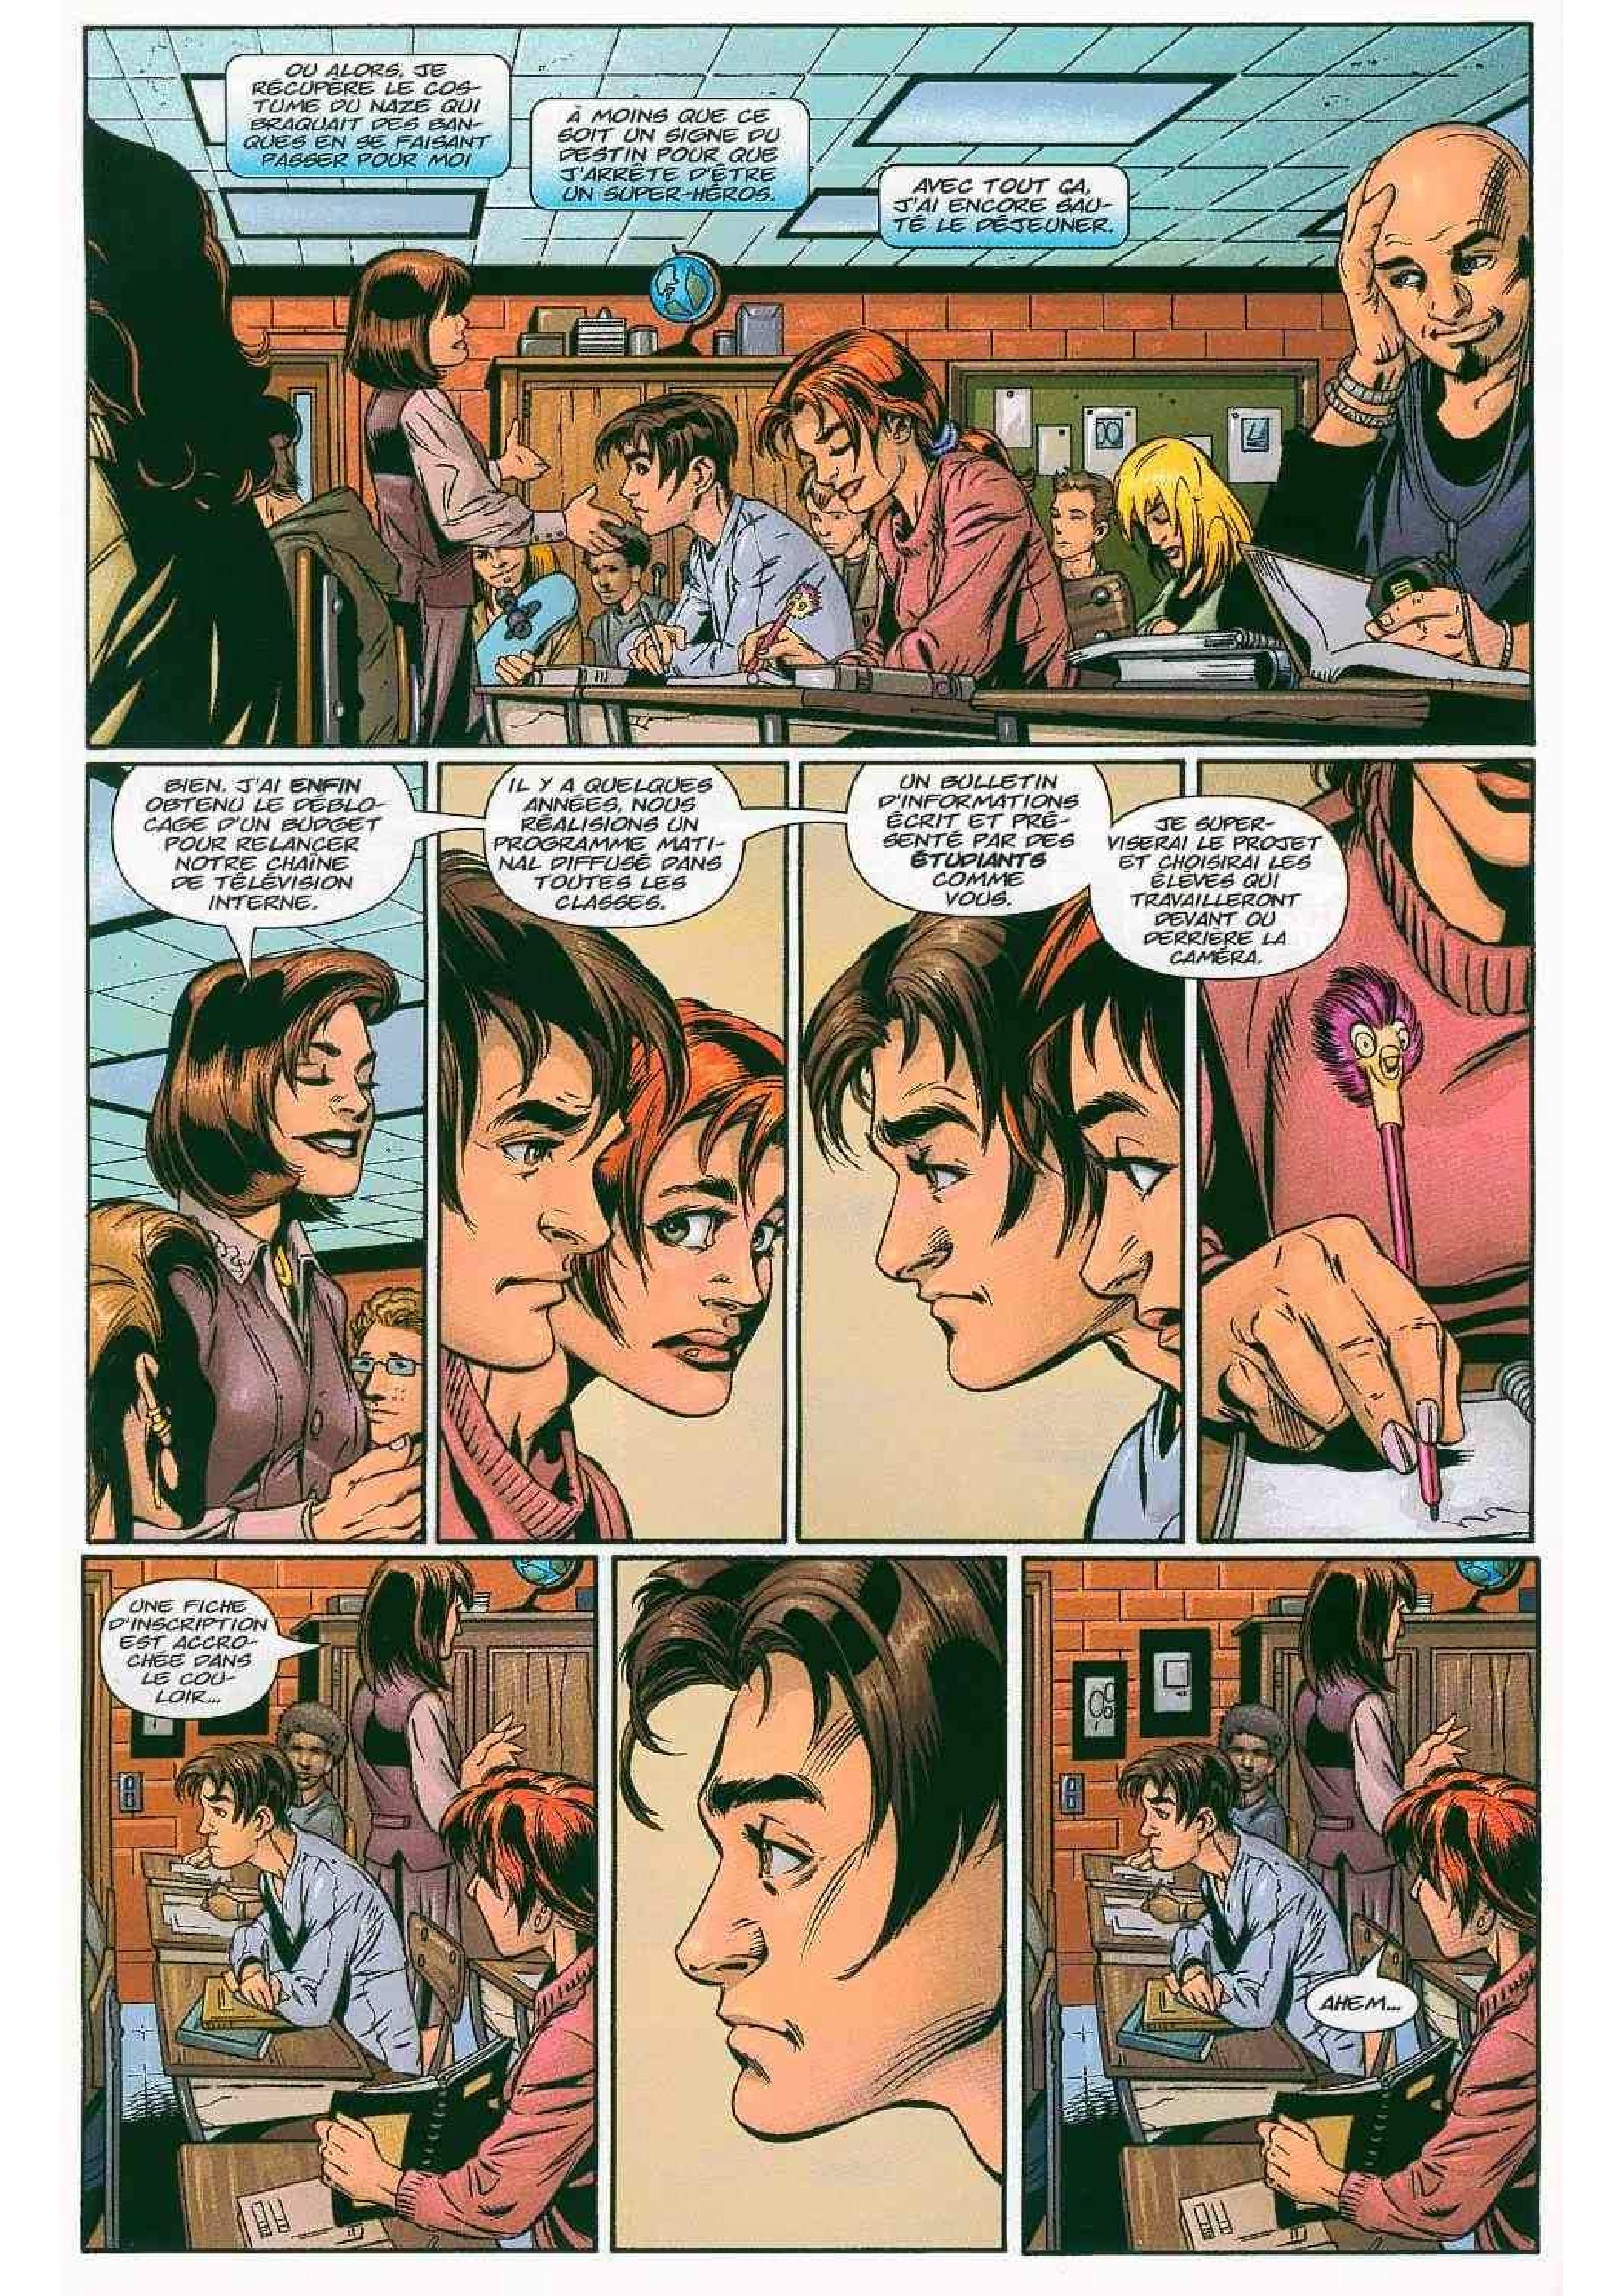 OU ALORS, JE
RÉCUPÈRE LE COS-
TUME DU NAZE QUI
BRAQUAIT DES BAN-
QUES EN SE FAISANT
PASSER POUR MOI
À MOINS QUE CE
SOIT UN SIGNE DU
DESTIN POUR QUE
J'ARRÊTE D'ÊTRE
UN SUPER-HÉROS.
AVEC TOUT ÇA,
J'AI ENCORE SAU-
TÉ LE DÉJEUNER.
BIEN. J'AI ENFIN
OBTENU LE DÉBLO-
CAGE D'UN BUDGET
POUR RELANCER
NOTRE CHAÎNE
DE TÉLÉVISION
INTERNE.
IL Y A QUELQUES
ANNÉES, NOUS
RÉALISIONS UN
PROGRAMME MATI-
NAL DIFFUSÉ DANS
TOUTES LES
CLASSES.
UN BULLETIN
D'INFORMATIONS
ÉCRIT ET PRÉ-
SENTÉ PAR DES
ÉTUDIANTS
COMME
VOUS.
JE SUPER-
VISERAI LE PROJET
ET CHOISIRAI LES
ÉLÈVES QUI
TRAVAILLERONT
DEVANT OU
DERRIÈRE LA
CAMÉRA.
UNE FICHE
D'INSCRIPTION
EST ACCRO-
CHÉE DANS
LE COU-
LOIR...
AHEM...